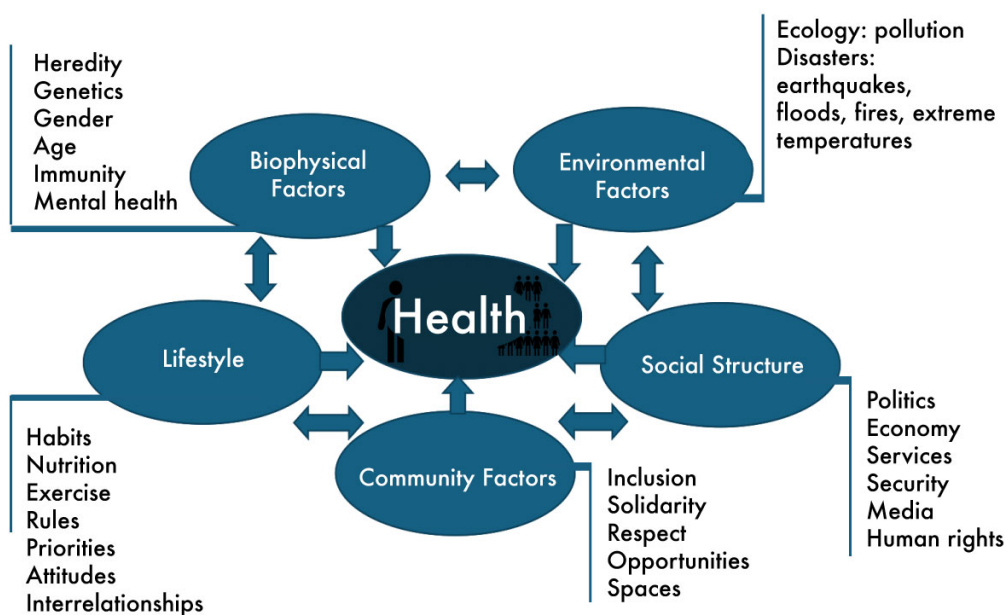 Heredity
Genetics
Gender
Age
Immunity
Mental health
Biophysical
Factors
Environmental
Factors
Ecology: pollution
Disasters:
earthquakes,
floods, fires, extreme
temperatures
Health
Lifestyle
Social Structure
Community Factors
Habits
Nutrition
Exercise
Rules
Priorities
Attitudes
Interrelationships
Inclusion
Solidarity
Respect
Opportunities
Spaces
Politics
Economy
Services
Security
Media
Human rights